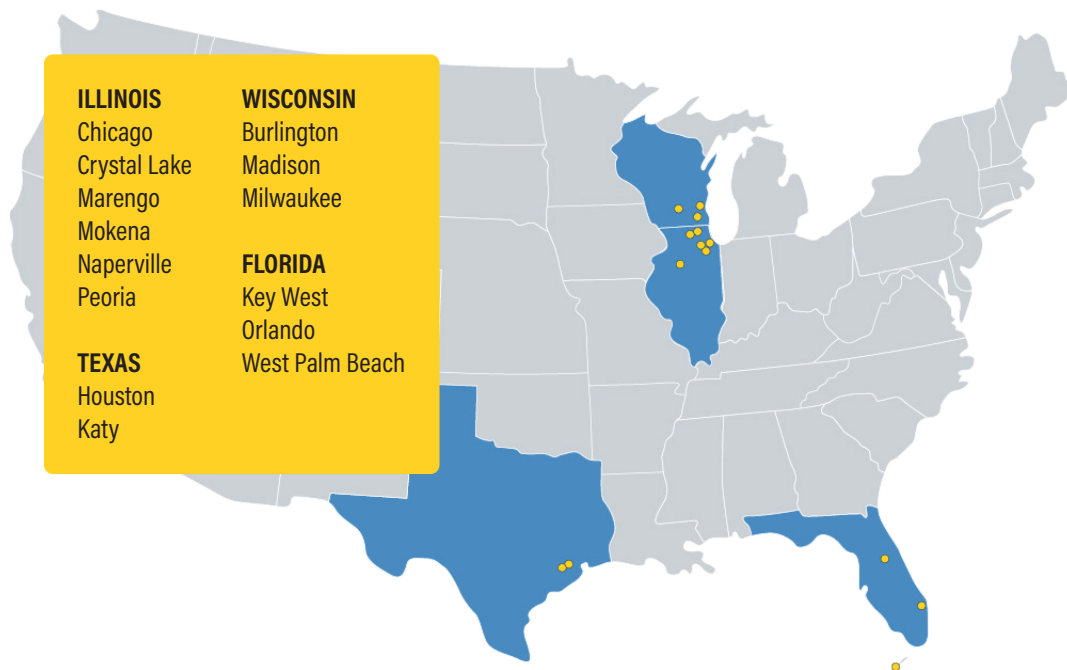 ILLINOIS
Chicago
Crystal Lake
Marengo
Mokena
Naperville
Peoria
TEXAS
Houston
Katy
WISCONSIN
Burlington
Madison
Milwaukee
FLORIDA
Key West
Orlando
West Palm Beach